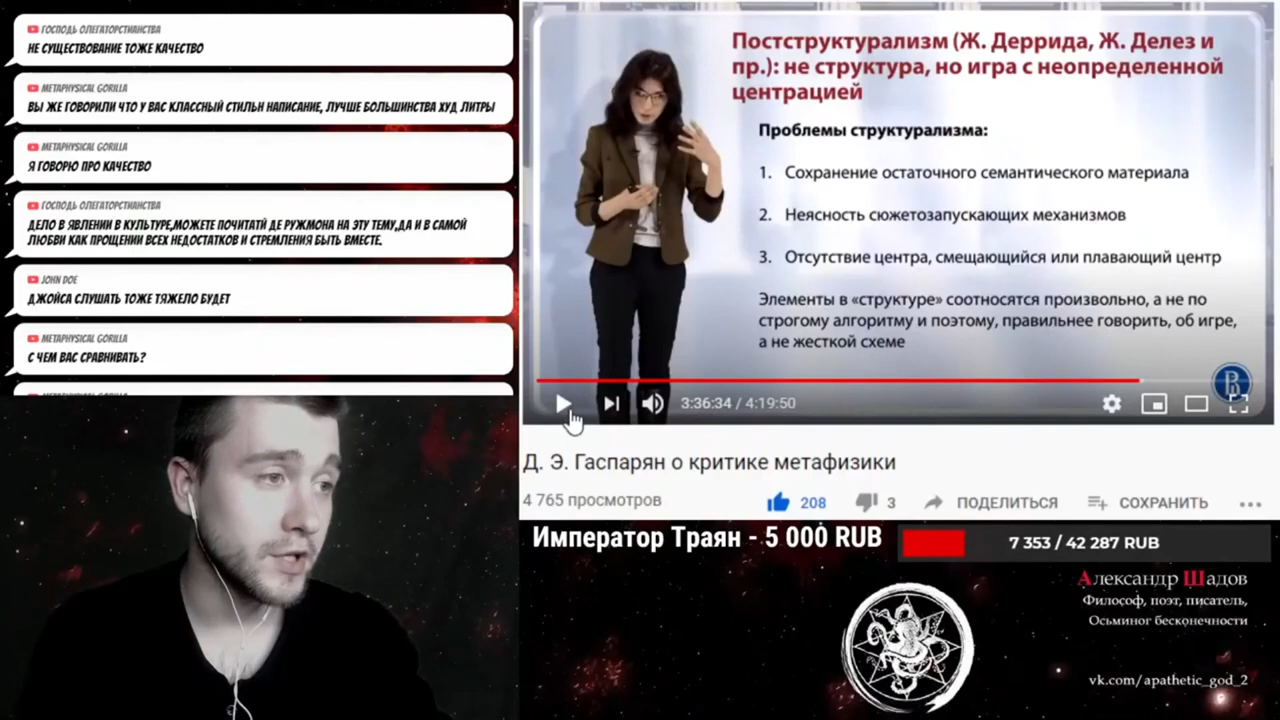 ГОСПОДЬ ОЛЕГАТОРСТИАНСТВА
НЕ СУЩЕСТВОВАНИЕ ТОЖЕ КАЧЕСТВО
METAPHYSICAL GORILLA
ВЫ ЖЕ ГОВОРИЛИ ЧТО У ВАС КЛАССНЫЙ СТИЛЬН НАПИСАНИЕ, ЛУЧШЕ БОЛЬШИНСТВА ХУД ЛИТРЫ
METAPHYSICAL GORILLA
Я ГОВОРЮ ПРО КАЧЕСТВО
ГОСПОДЬ ОЛЕГАТОРСТИАНСТВА
ДЕЛО В ЯВЛЕНИИ В КУЛЬТУРЕ,МОЖЕТЕ ПОЧИТАТЙ ДЕ РУЖМОНА НА ЭТУ ТЕМУ,ДА И В САМОЙ
ЛЮБВИ КАК ПРОЩЕНИИ ВСЕХ НЕДОСТАТКОВ И СТРЕМЛЕНИЯ БЫТЬ ВМЕСТЕ.
JOHN DOE
ДЖОЙСА СЛУШАТЬ ТОЖЕ ТЯЖЕЛО БУДЕТ
METAPHYSICAL GORILLA
С ЧЕМ ВАС СРАВНИВАТЬ?
Постструктурализм (Ж. Деррида, Ж. Делез и
пр.): не структура, но игра с неопределенной
центрацией
Проблемы структурализма:
1. Сохранение остаточного семантического материала
2. Неясность сюжетозапускающих механизмов
3. Отсутствие центра, смещающийся или плавающий центр
Элементы в «структуре» соотносятся произвольно, а не по
строгому алгоритму и поэтому, правильнее говорить, об игре,
а не жесткой схеме
3:36:34 / 4:19:50
Д. Э. Гаспарян о критике метафизики
4 765 просмотров
208
3
ПОДЕЛИТЬСЯ
СОХРАНИТЬ
Император Траян - 5 000 RUB
7 353 / 42 287 RUB
Александр Шадов
Философ, поэт, писатель,
Осьминог бесконечности
vk.com/apathetic_god_2